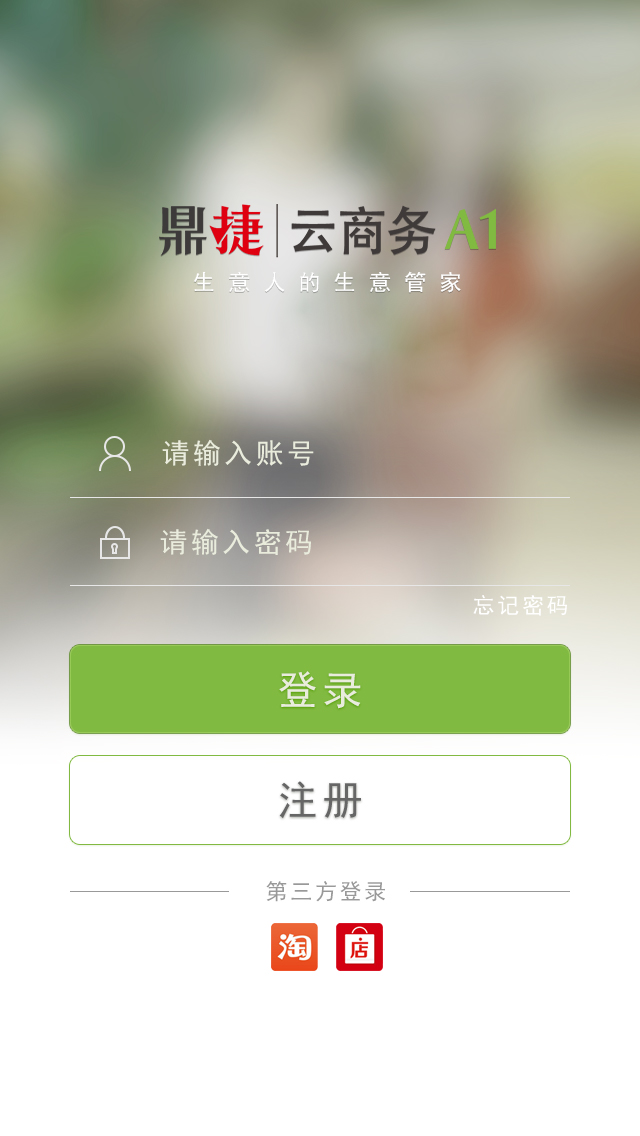 鼎捷|云商务A1
生意人的生意管家
请输入账号
请输入密码
忘记密码
登录
注册
第三方登录
淘 店